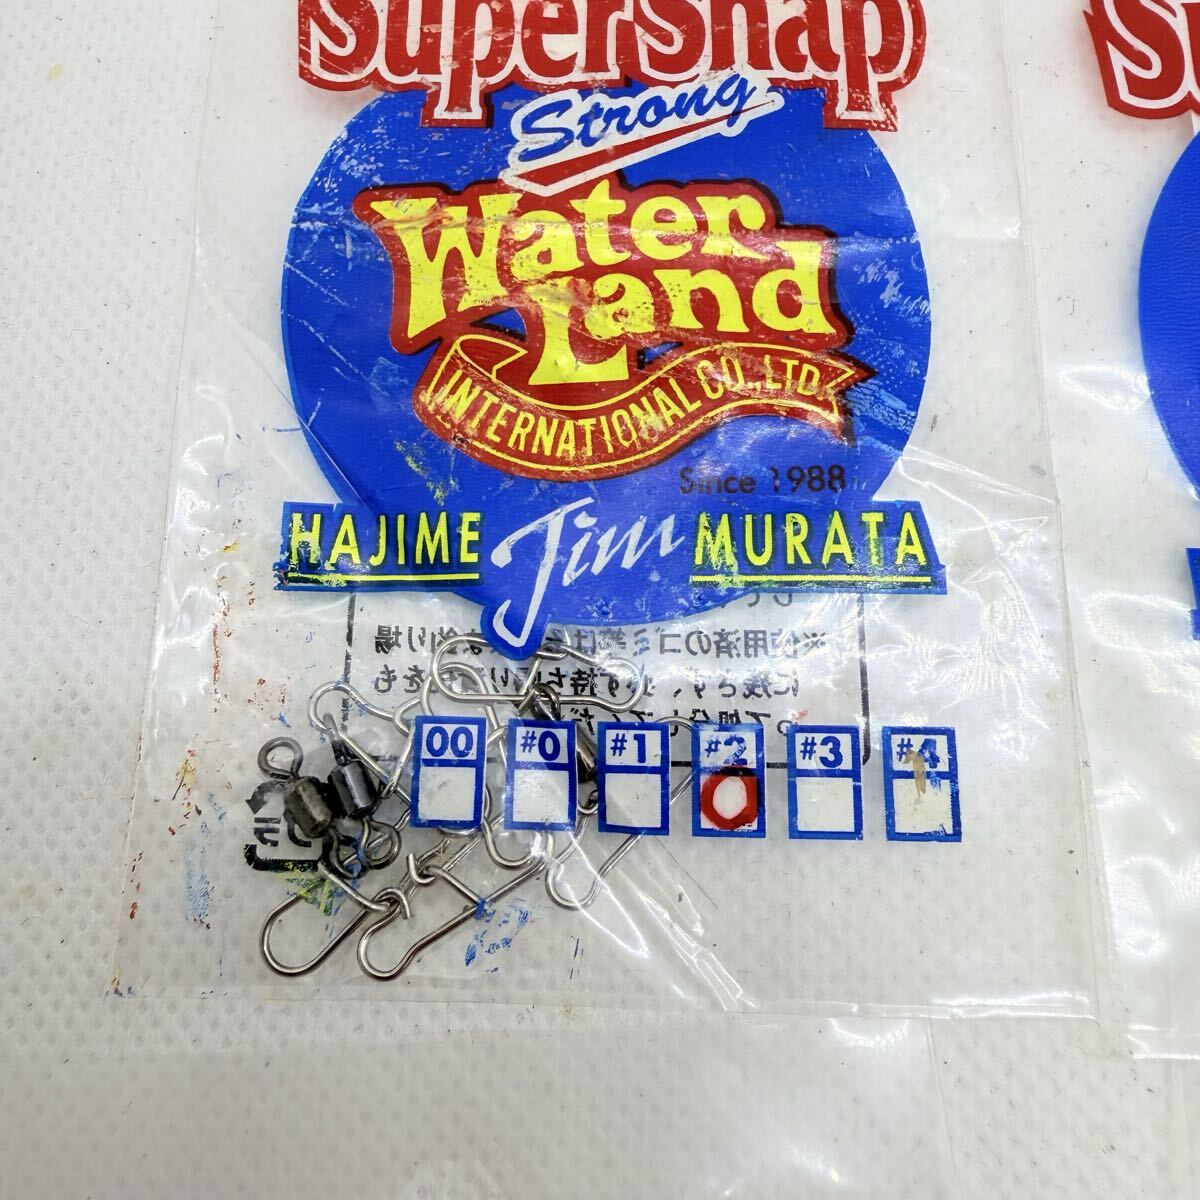 SuperSnap
Strong
Water
Land
INTERNATIONAL CO., LTD.
Since 1988
HAJIME Jim MURATA
00 #0 #1 #2 #3 #4